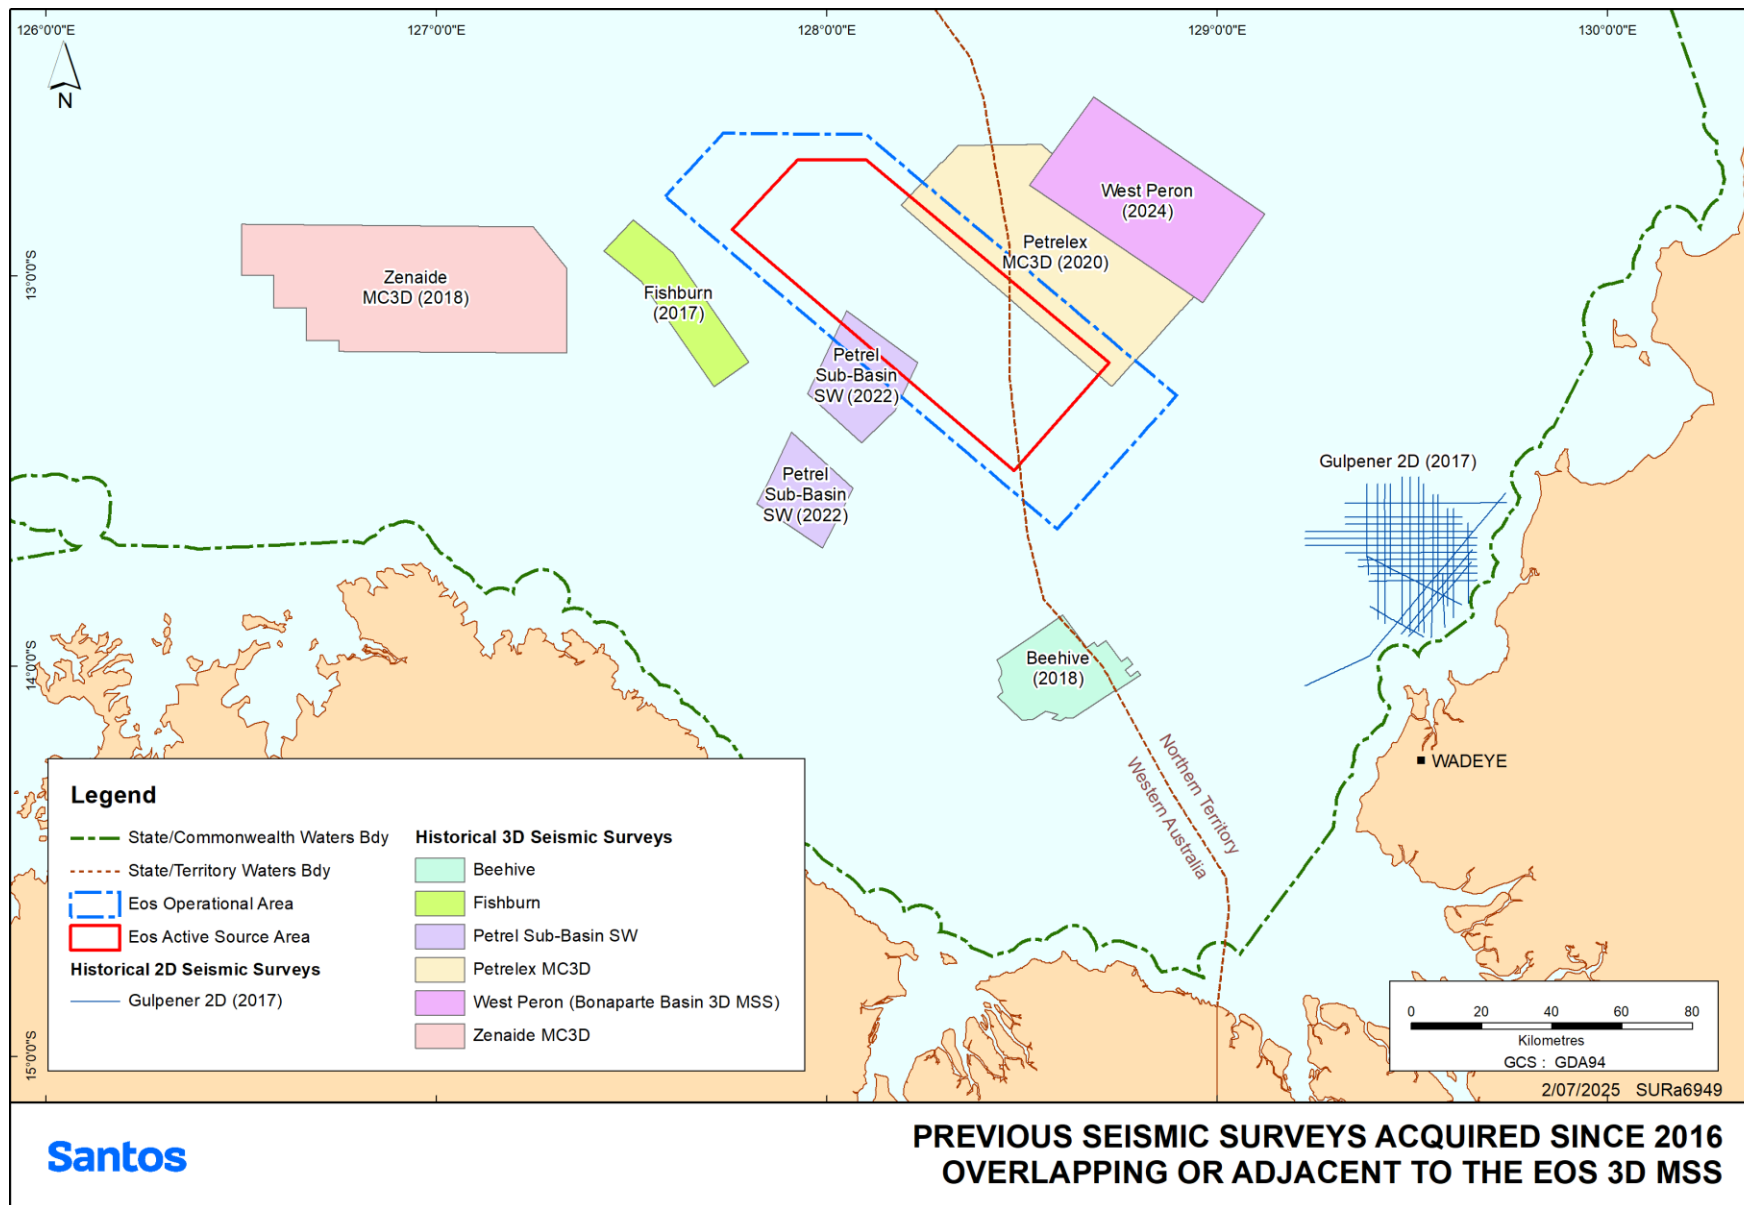 126°0'0"E
127°0'0"E
128°0'0"E
129°0'0"E
130°0'0"E
N
13°0'0"S
14°0'0"S
15°0'0"S
West Peron
(2024)
Petrelex
MC3D (2020)
Zenaide
MC3D (2018)
Fishburn
(2017)
Petrel
Sub-Basin
SW (2022)
Petrel
Sub-Basin
SW (2022)
Gulpener 2D (2017)
Beehive
(2018)
Northern Territory
Western Australia
WADEYE
Legend
State/Commonwealth Waters Bdy
State/Territory Waters Bdy
Eos Operational Area
Eos Active Source Area
Historical 2D Seismic Surveys
Gulpener 2D (2017)
Historical 3D Seismic Surveys
Beehive
Fishburn
Petrel Sub-Basin SW
Petrelex MC3D
West Peron (Bonaparte Basin 3D MSS)
Zenaide MC3D
0 20 40 60 80
Kilometres
GCS : GDA94
2/07/2025 SURa6949
Santos
PREVIOUS SEISMIC SURVEYS ACQUIRED SINCE 2016
OVERLAPPING OR ADJACENT TO THE EOS 3D MSS